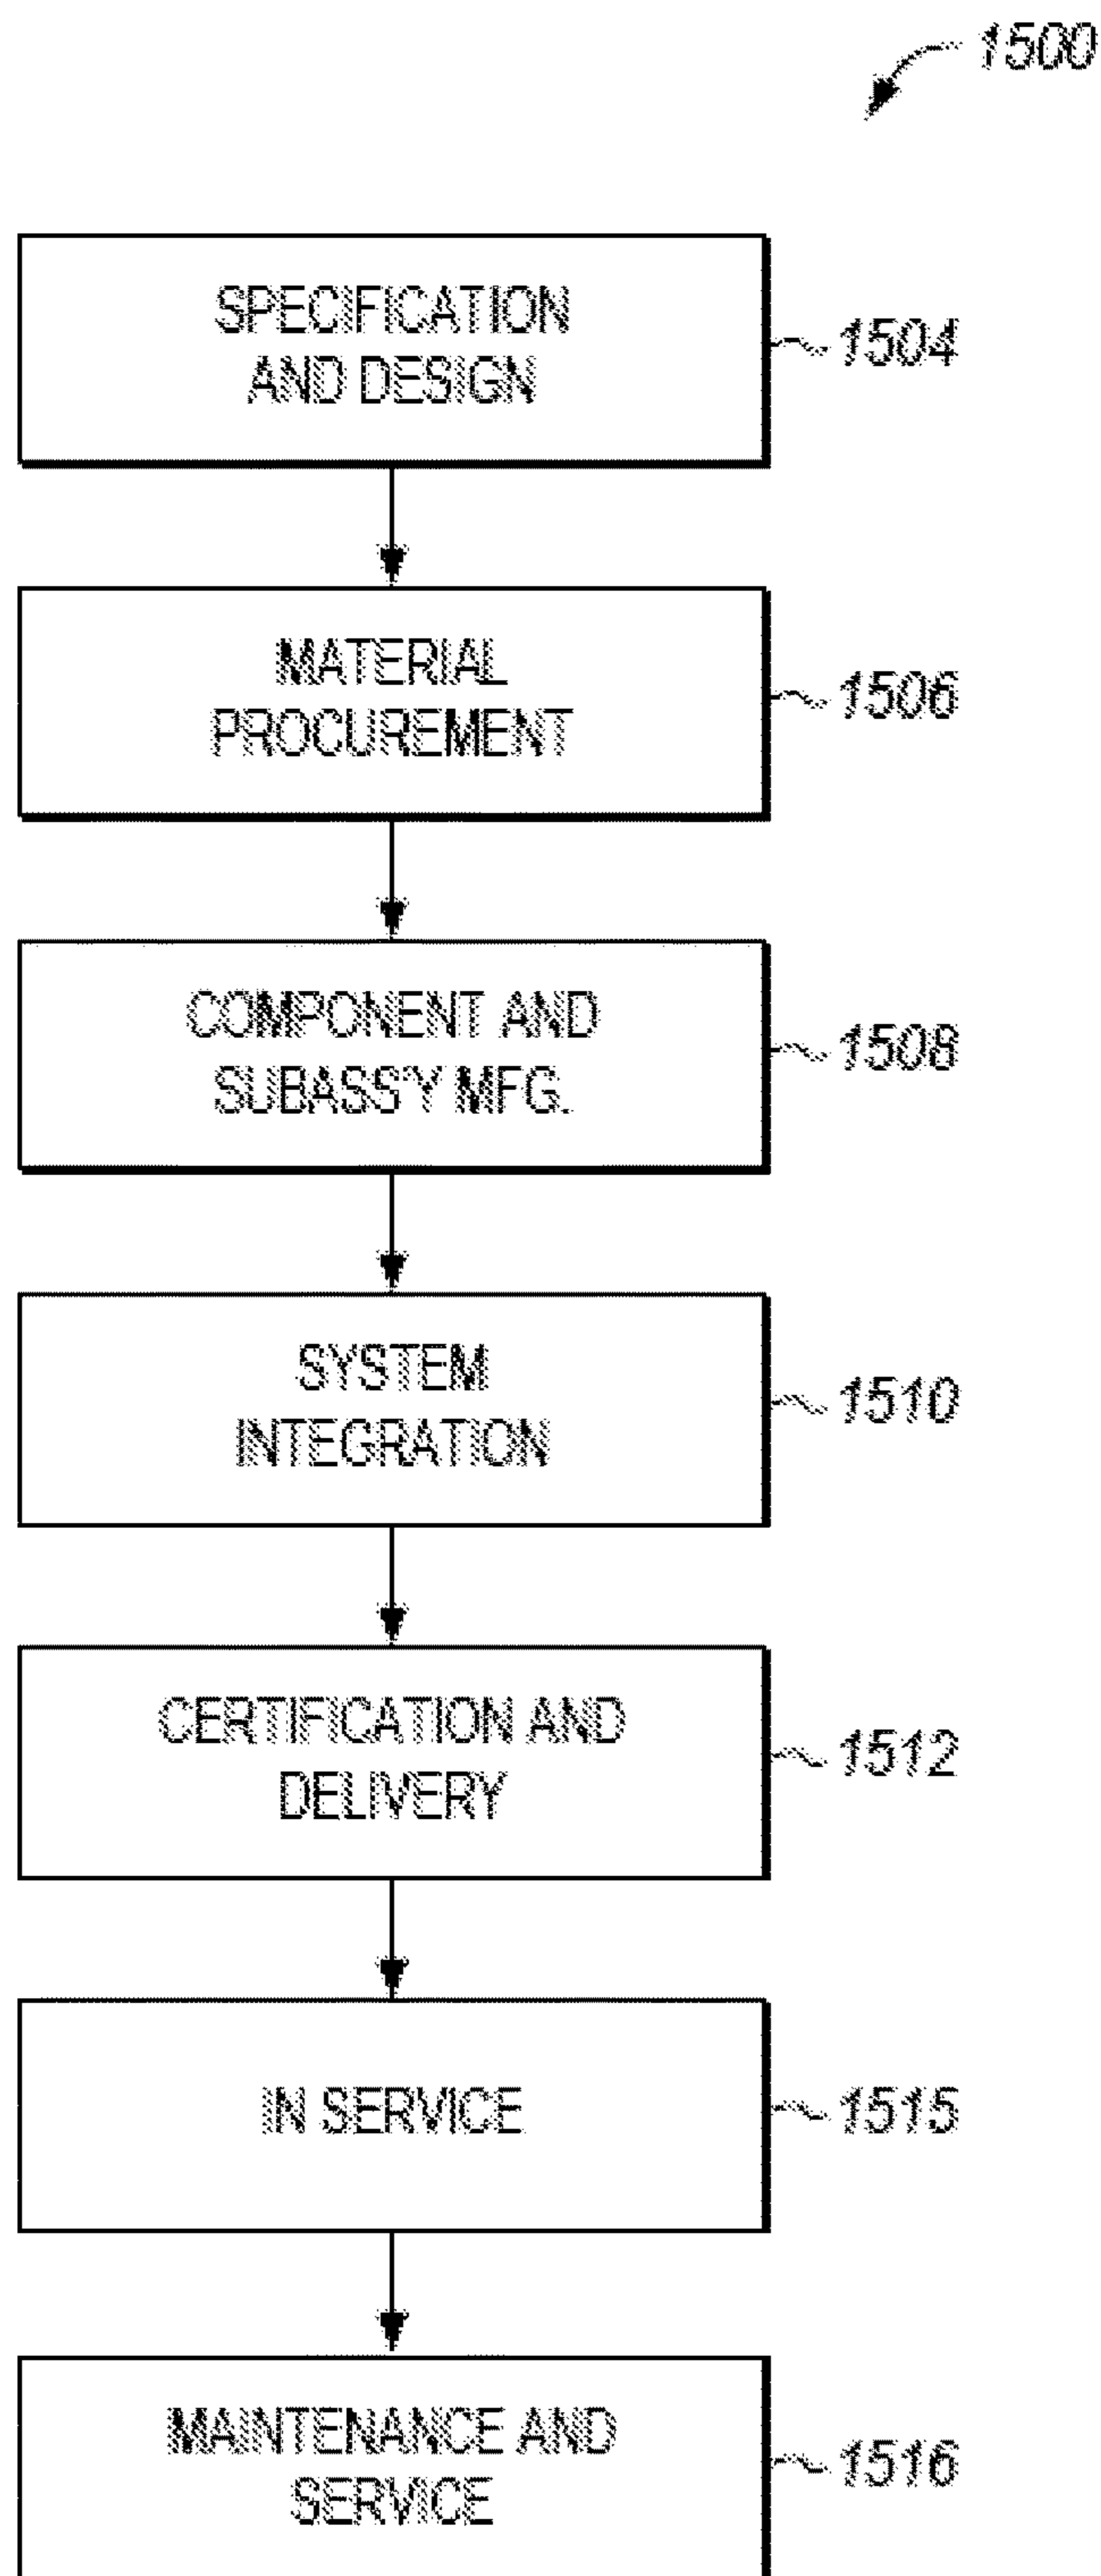 1500
SPECIFICATION
AND DESIGN
1504
MATERIAL
PROCUREMENT
1506
COMPONENT AND
SUBASS'Y MFG.
1508
SYSTEM
INTEGRATION
1510
CERTIFICATION AND
DELIVERY
1512
IN SERVICE
1515
MAINTENANCE AND
SERVICE
1516